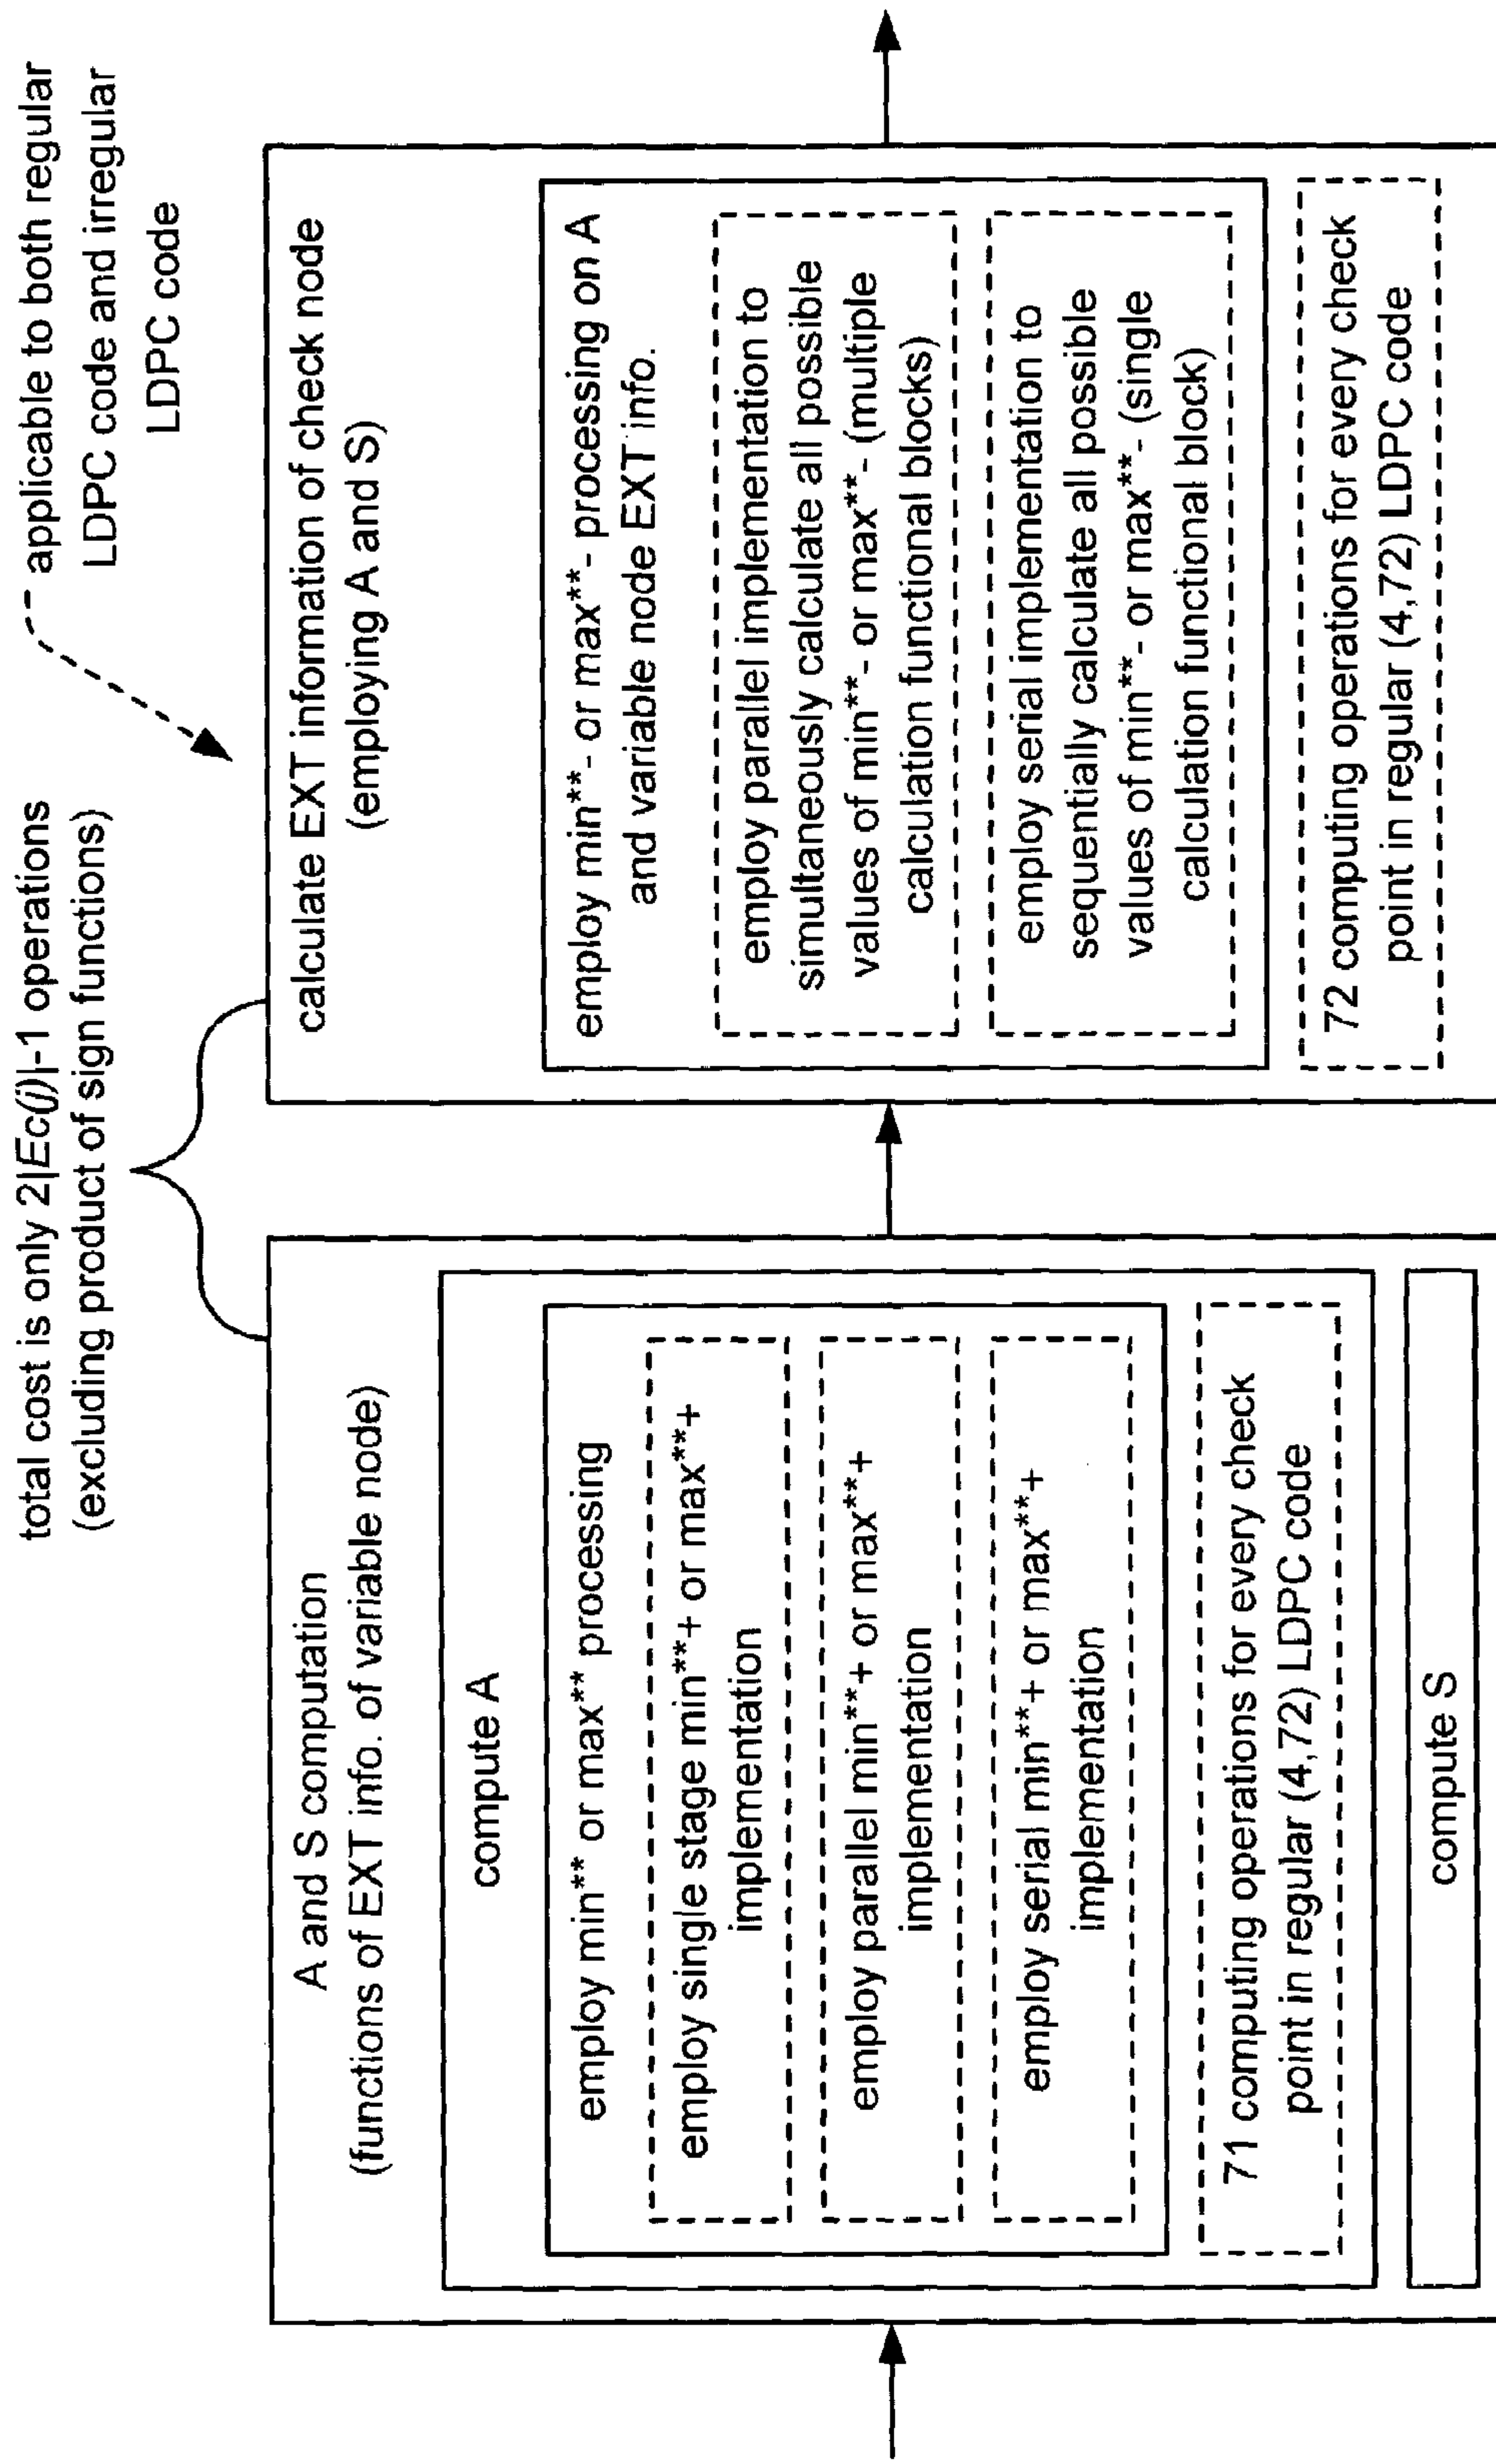 total cost is only 2|Ec(j)|-1 operations
(excluding product of sign functions)
applicable to both regular
LDPC code and irregular
LDPC code
A and S computation
(functions of EXT info. of variable node)
compute A
employ min** or max** processing
employ single stage min**+ or max**+
implementation
employ parallel min**+ or max**+
implementation
employ serial min**+ or max**+
implementation
71 computing operations for every check
point in regular (4,72) LDPC code
compute S
calculate EXT information of check node
(employing A and S)
employ min**- or max**- processing on A
and variable node EXT info.
employ parallel implementation to
simultaneously calculate all possible
values of min**- or max**- (multiple
calculation functional blocks)
employ serial implementation to
sequentially calculate all possible
values of min**- or max**- (single
calculation functional block)
72 computing operations for every check
point in regular (4,72) LDPC code